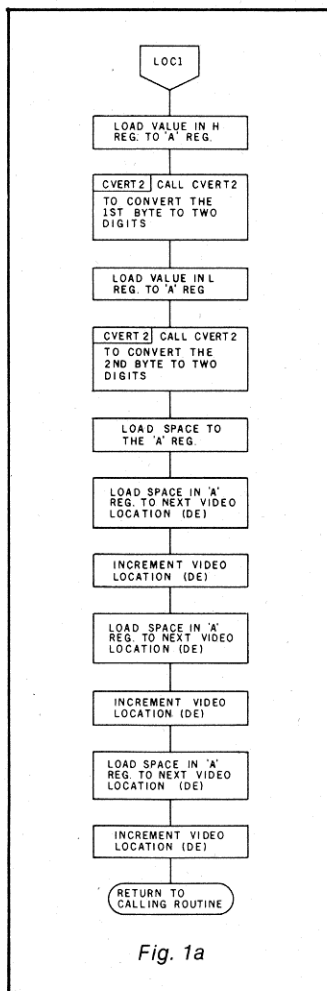 LOC1
LOAD VALUE IN H
REG. TO 'A' REG.
CVERT2 CALL CVERT2
TO CONVERT THE
1ST BYTE TO TWO
DIGITS
LOAD VALUE IN L
REG. TO 'A' REG
CVERT2 CALL CVERT2
TO CONVERT THE
2ND BYTE TO TWO
DIGITS
LOAD SPACE TO
THE 'A' REG.
LOAD SPACE IN 'A'
REG. TO NEXT VIDEO
LOCATION (DE)
INCREMENT VIDEO
LOCATION (DE)
LOAD SPACE IN 'A'
REG. TO NEXT VIDEO
LOCATION (DE)
INCREMENT VIDEO
LOCATION (DE)
LOAD SPACE IN 'A'
REG. TO NEXT VIDEO
LOCATION (DE)
INCREMENT VIDEO
LOCATION (DE)
RETURN TO
CALLING ROUTINE
Fig. 1a